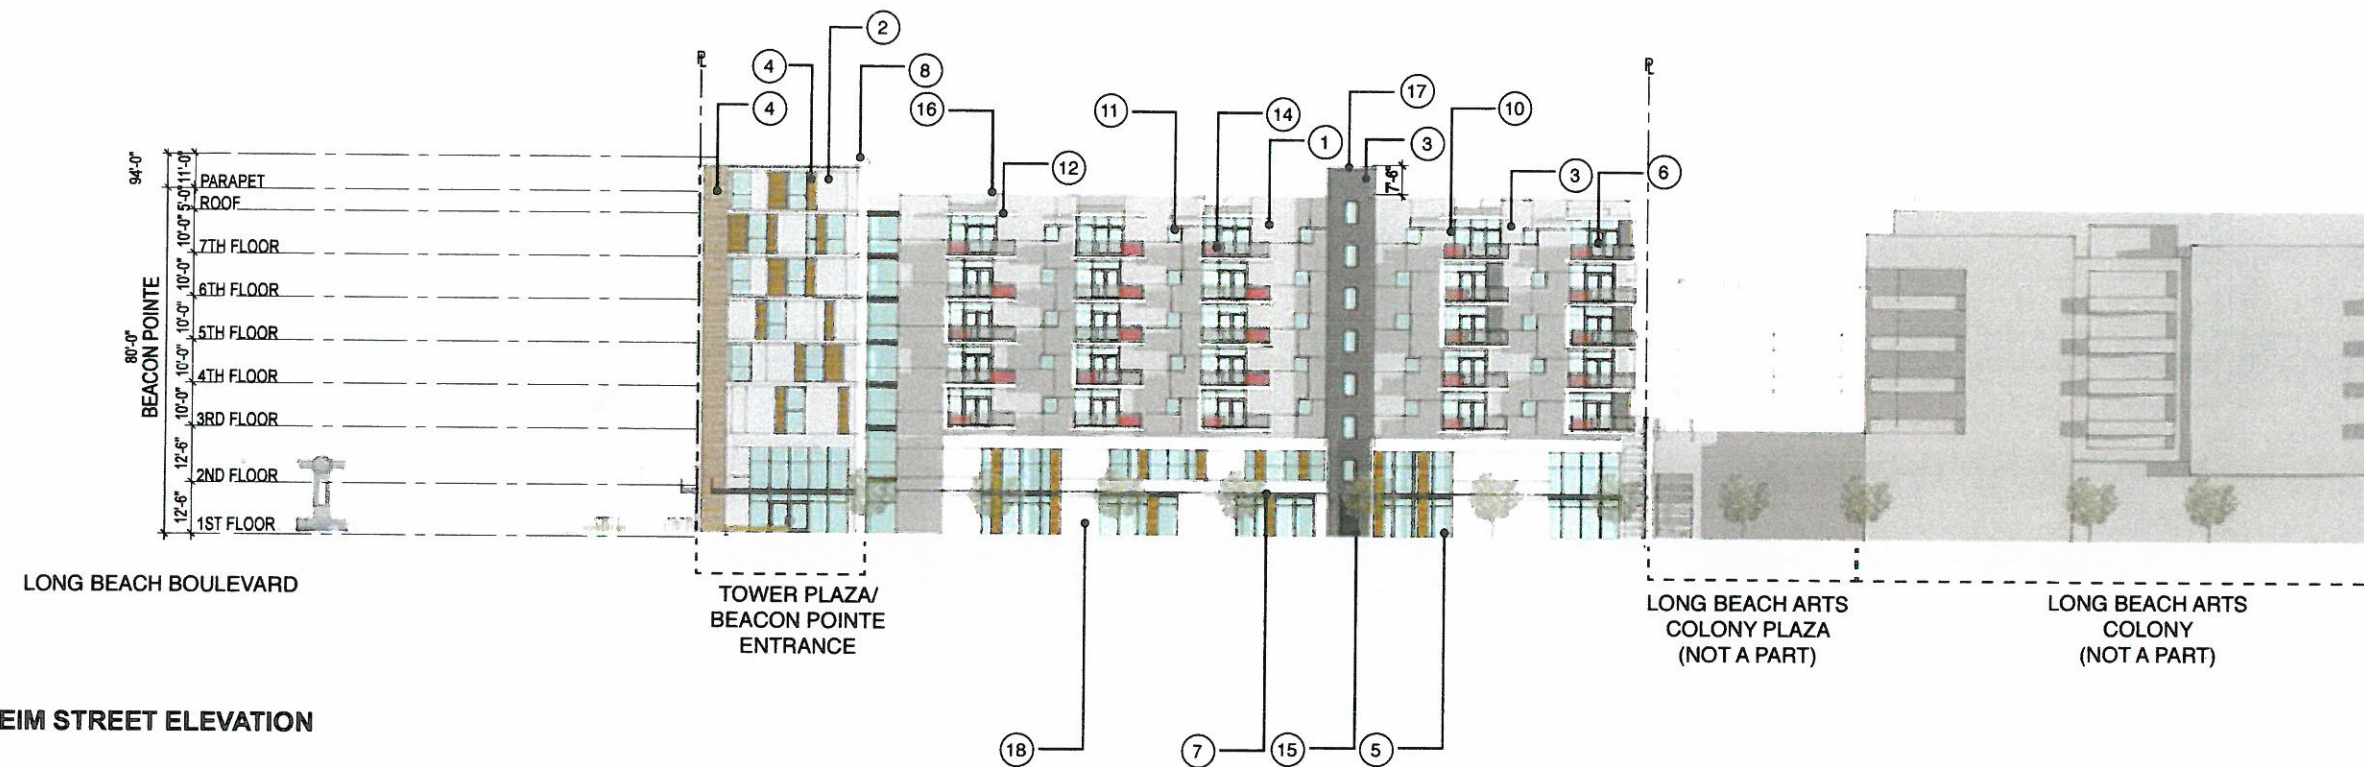 2
4
8
4
16
11
14
17
10
1
3
12
3
6
PL
PL
94'-0"
11'-0"
PARAPET
5'-0"
ROOF
7'-6"
10'-0"
7TH FLOOR
10'-0"
6TH FLOOR
10'-0"
5TH FLOOR
80'-0"
BEACON POINTE
10'-0"
4TH FLOOR
10'-0"
3RD FLOOR
12'-6"
2ND FLOOR
12'-6"
1ST FLOOR
LONG BEACH BOULEVARD
TOWER PLAZA/
BEACON POINTE
ENTRANCE
LONG BEACH ARTS
COLONY PLAZA
(NOT A PART)
LONG BEACH ARTS
COLONY
(NOT A PART)
EIM STREET ELEVATION
18
7
15
5